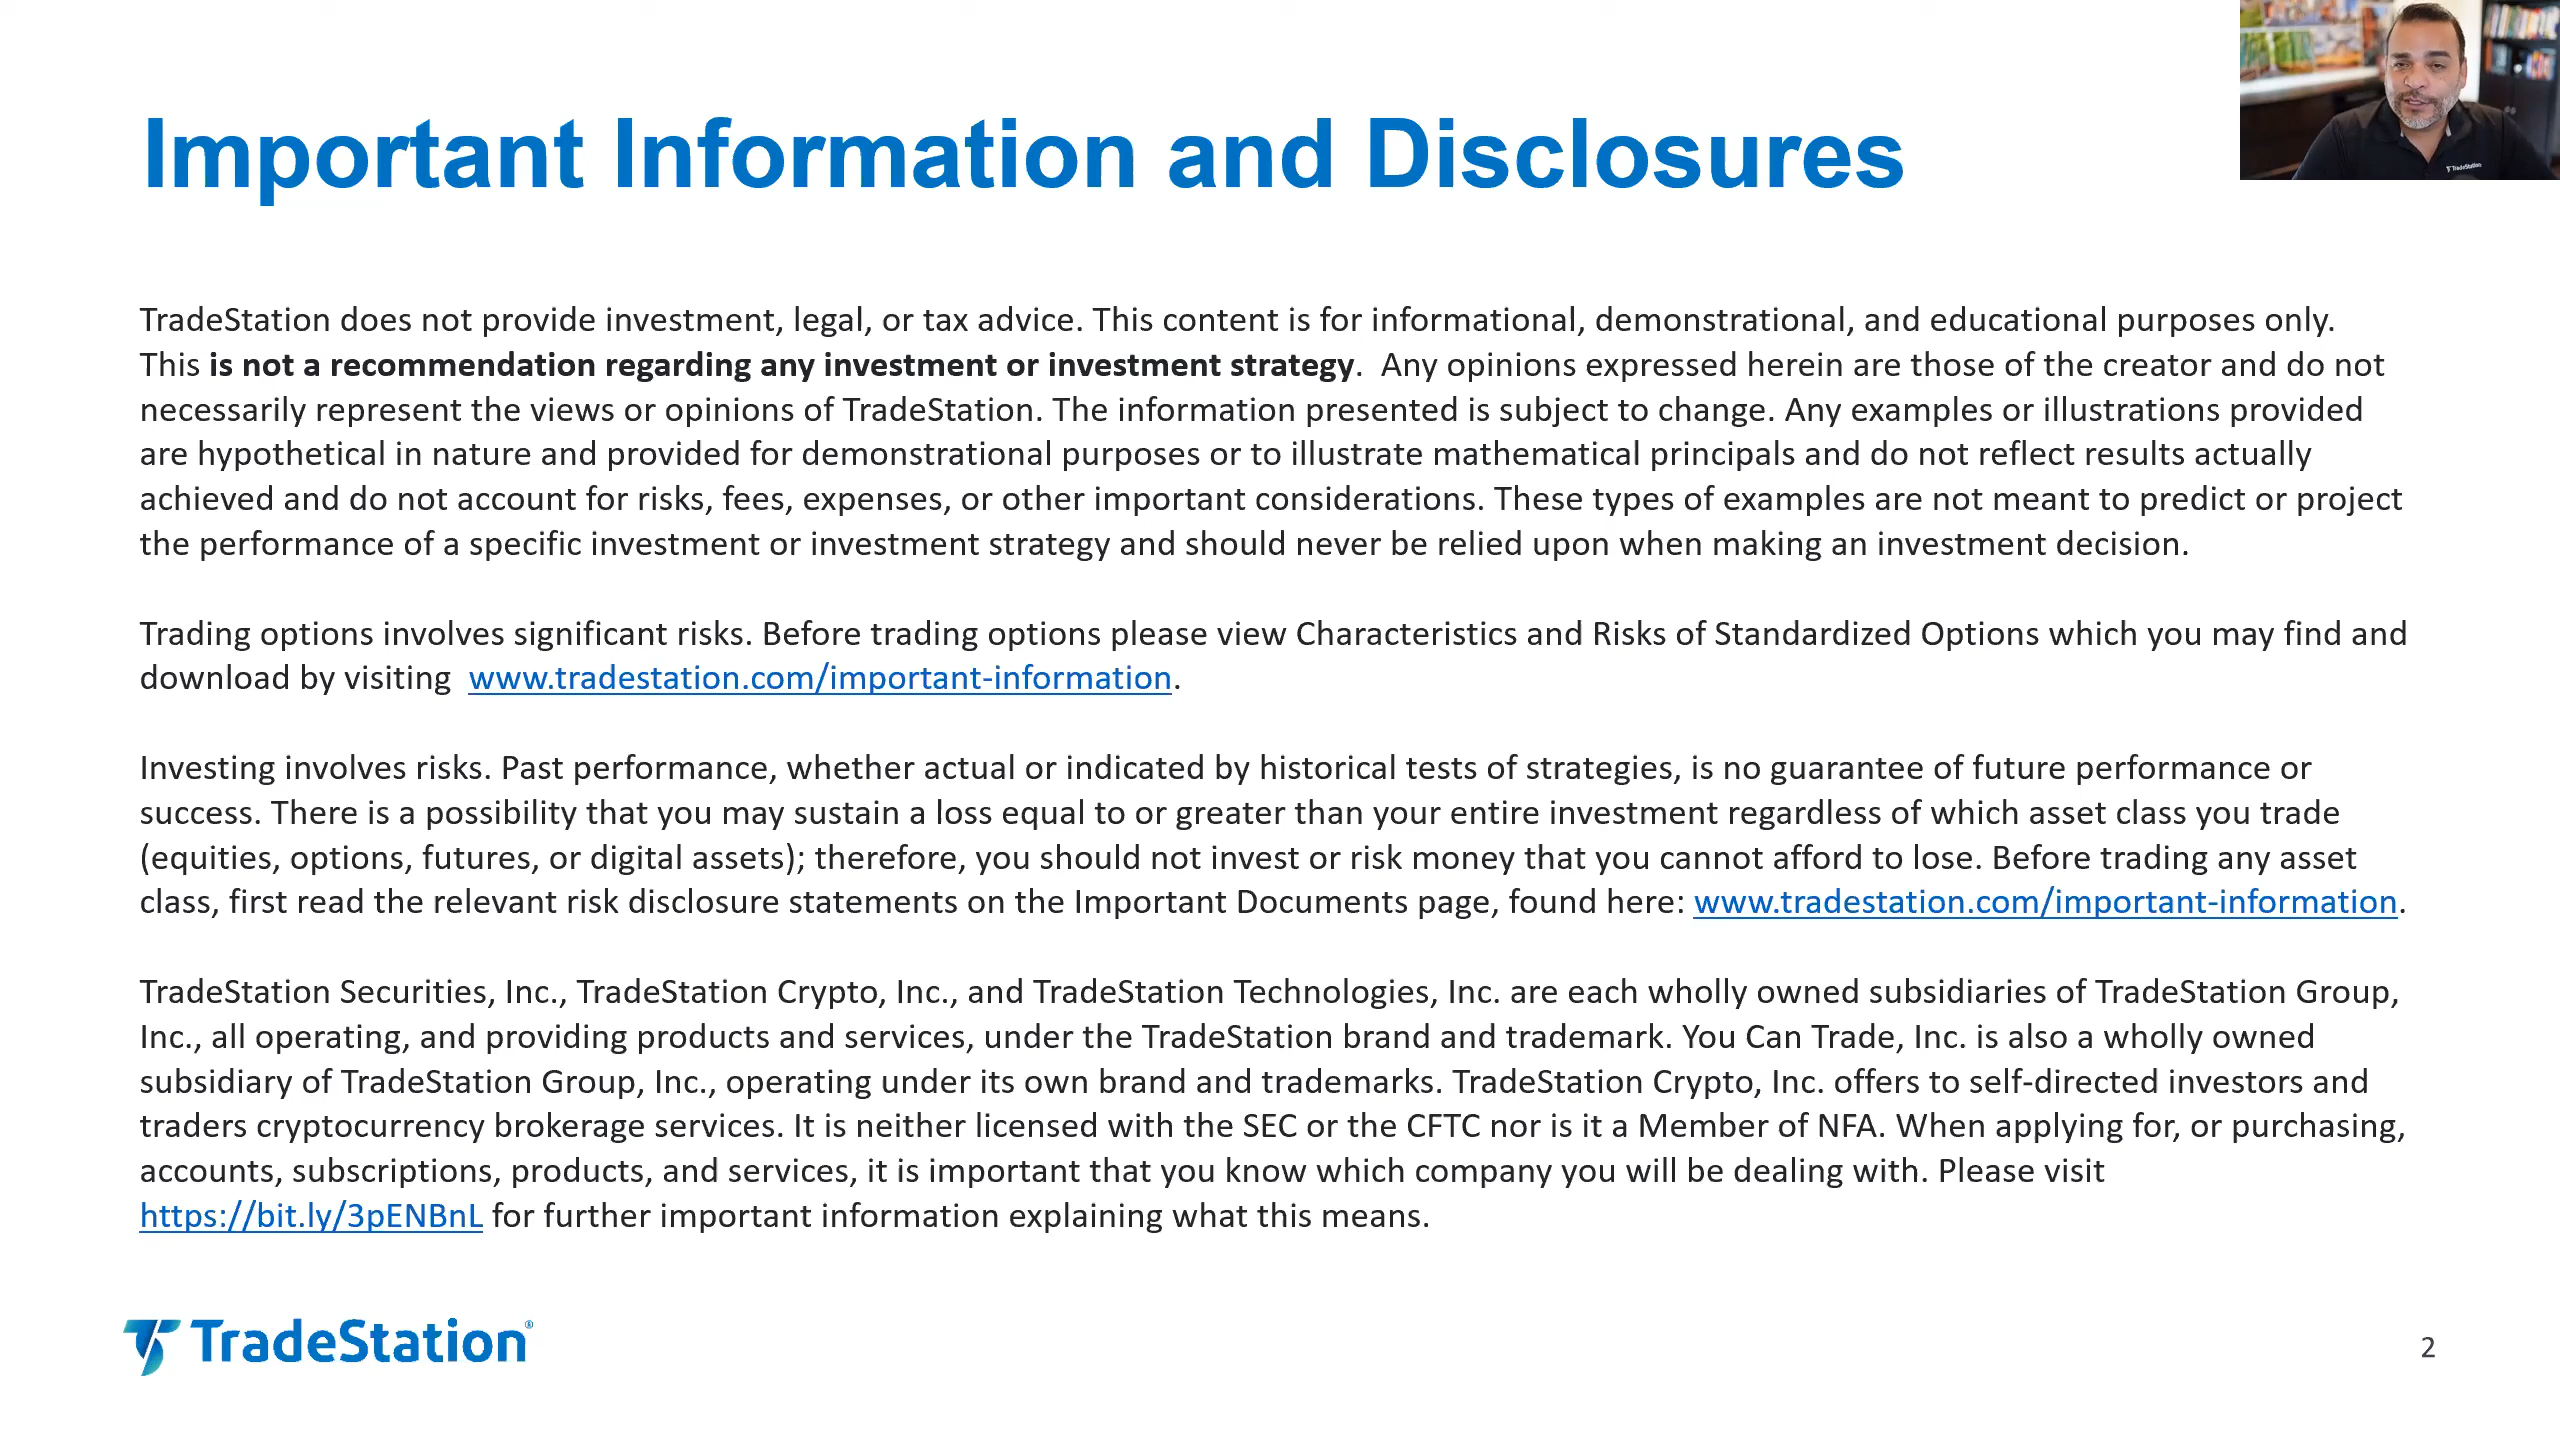 Important Information and Disclosures
TradeStation
TradeStation does not provide investment, legal, or tax advice. This content is for informational, demonstrational, and educational purposes only.
This is not a recommendation regarding any investment or investment strategy.  Any opinions expressed herein are those of the creator and do not
necessarily represent the views or opinions of TradeStation. The information presented is subject to change. Any examples or illustrations provided
are hypothetical in nature and provided for demonstrational purposes or to illustrate mathematical principals and do not reflect results actually
achieved and do not account for risks, fees, expenses, or other important considerations. These types of examples are not meant to predict or project
the performance of a specific investment or investment strategy and should never be relied upon when making an investment decision.
Trading options involves significant risks. Before trading options please view Characteristics and Risks of Standardized Options which you may find and
download by visiting  www.tradestation.com/important-information.
Investing involves risks. Past performance, whether actual or indicated by historical tests of strategies, is no guarantee of future performance or
success. There is a possibility that you may sustain a loss equal to or greater than your entire investment regardless of which asset class you trade
(equities, options, futures, or digital assets); therefore, you should not invest or risk money that you cannot afford to lose. Before trading any asset
class, first read the relevant risk disclosure statements on the Important Documents page, found here: www.tradestation.com/important-information.
TradeStation Securities, Inc., TradeStation Crypto, Inc., and TradeStation Technologies, Inc. are each wholly owned subsidiaries of TradeStation Group,
Inc., all operating, and providing products and services, under the TradeStation brand and trademark. You Can Trade, Inc. is also a wholly owned
subsidiary of TradeStation Group, Inc., operating under its own brand and trademarks. TradeStation Crypto, Inc. offers to self-directed investors and
traders cryptocurrency brokerage services. It is neither licensed with the SEC or the CFTC nor is it a Member of NFA. When applying for, or purchasing,
accounts, subscriptions, products, and services, it is important that you know which company you will be dealing with. Please visit
https://bit.ly/3pENBnL for further important information explaining what this means.
TradeStation®
2